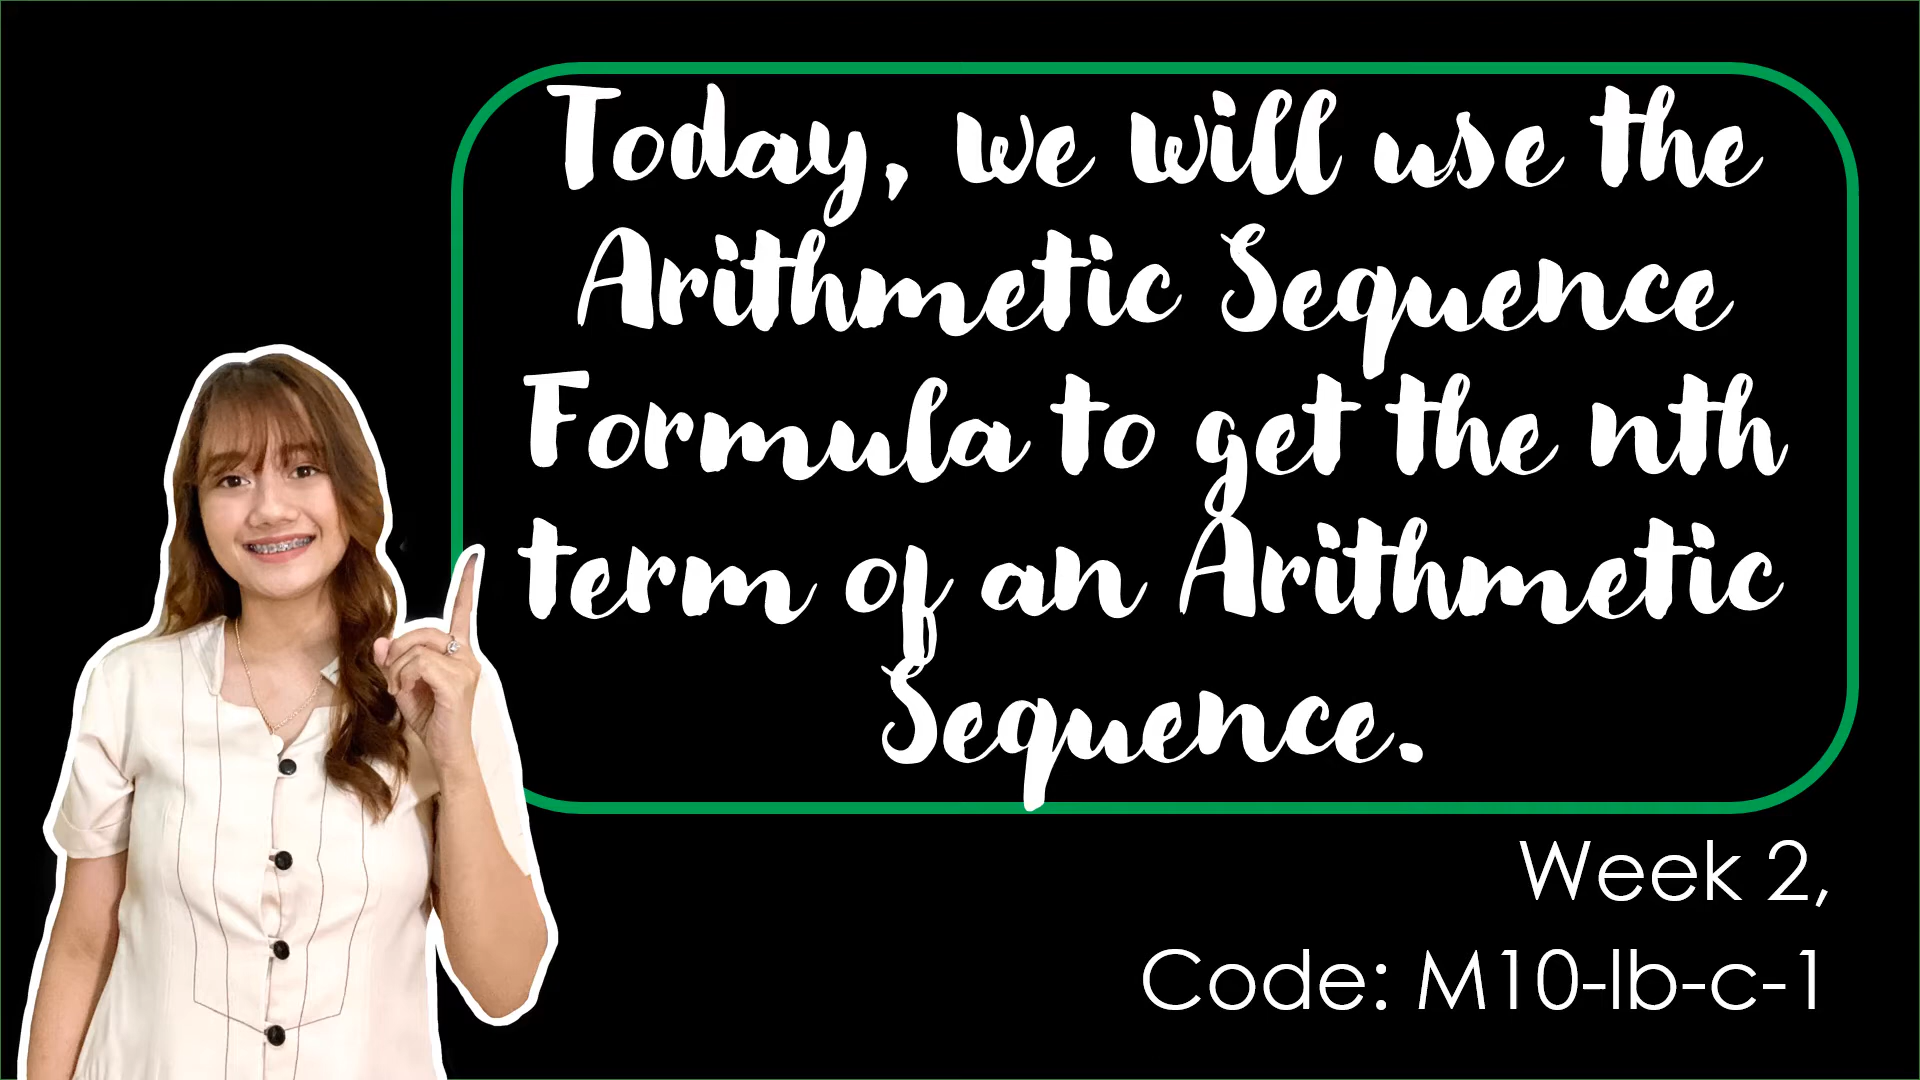 Today, we will use the
Arithmetic Sequence
Formula to get the nth
term of an Arithmetic
Sequence.
Week 2,
Code: M10-lb-c-1